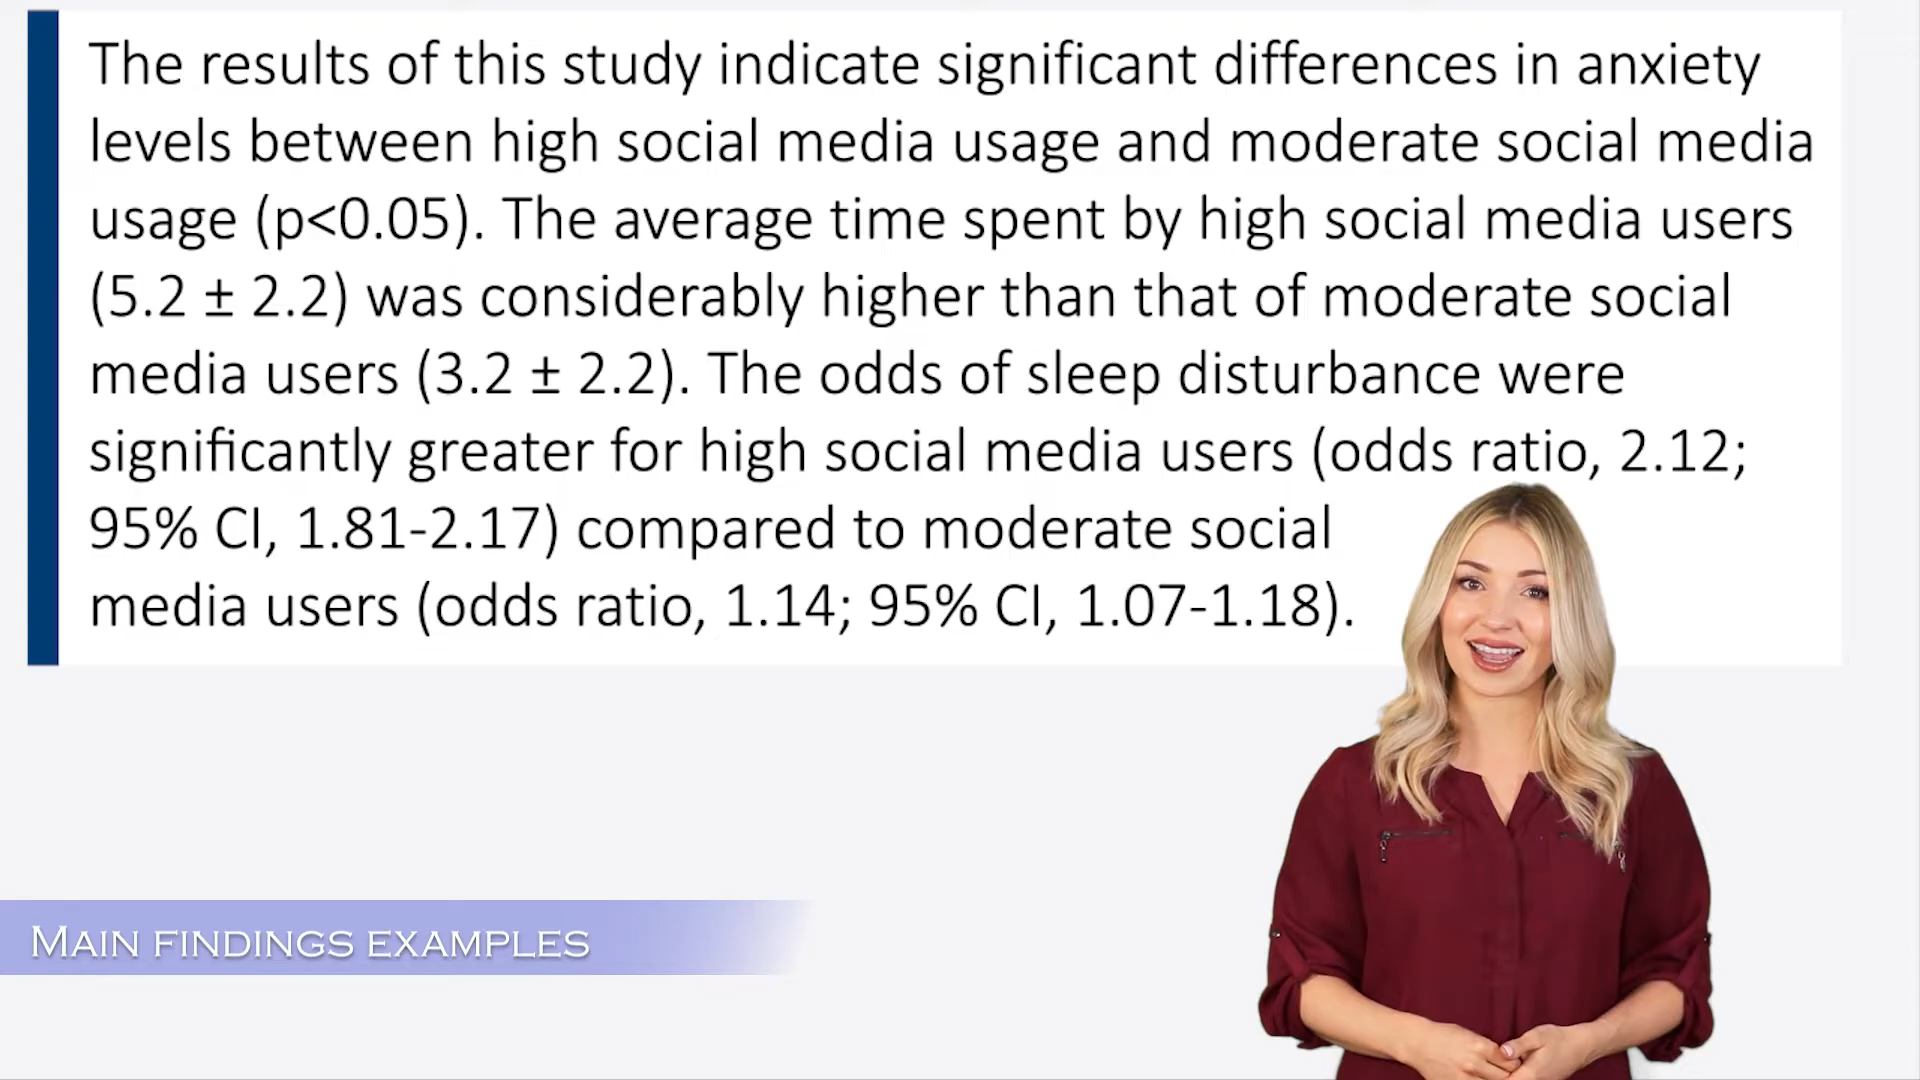 The results of this study indicate significant differences in anxiety
levels between high social media usage and moderate social media
usage (p<0.05). The average time spent by high social media users
(5.2 ± 2.2) was considerably higher than that of moderate social
media users (3.2 ± 2.2). The odds of sleep disturbance were
significantly greater for high social media users (odds ratio, 2.12;
95% CI, 1.81-2.17) compared to moderate social
media users (odds ratio, 1.14; 95% CI, 1.07-1.18).
MAIN FINDINGS EXAMPLES